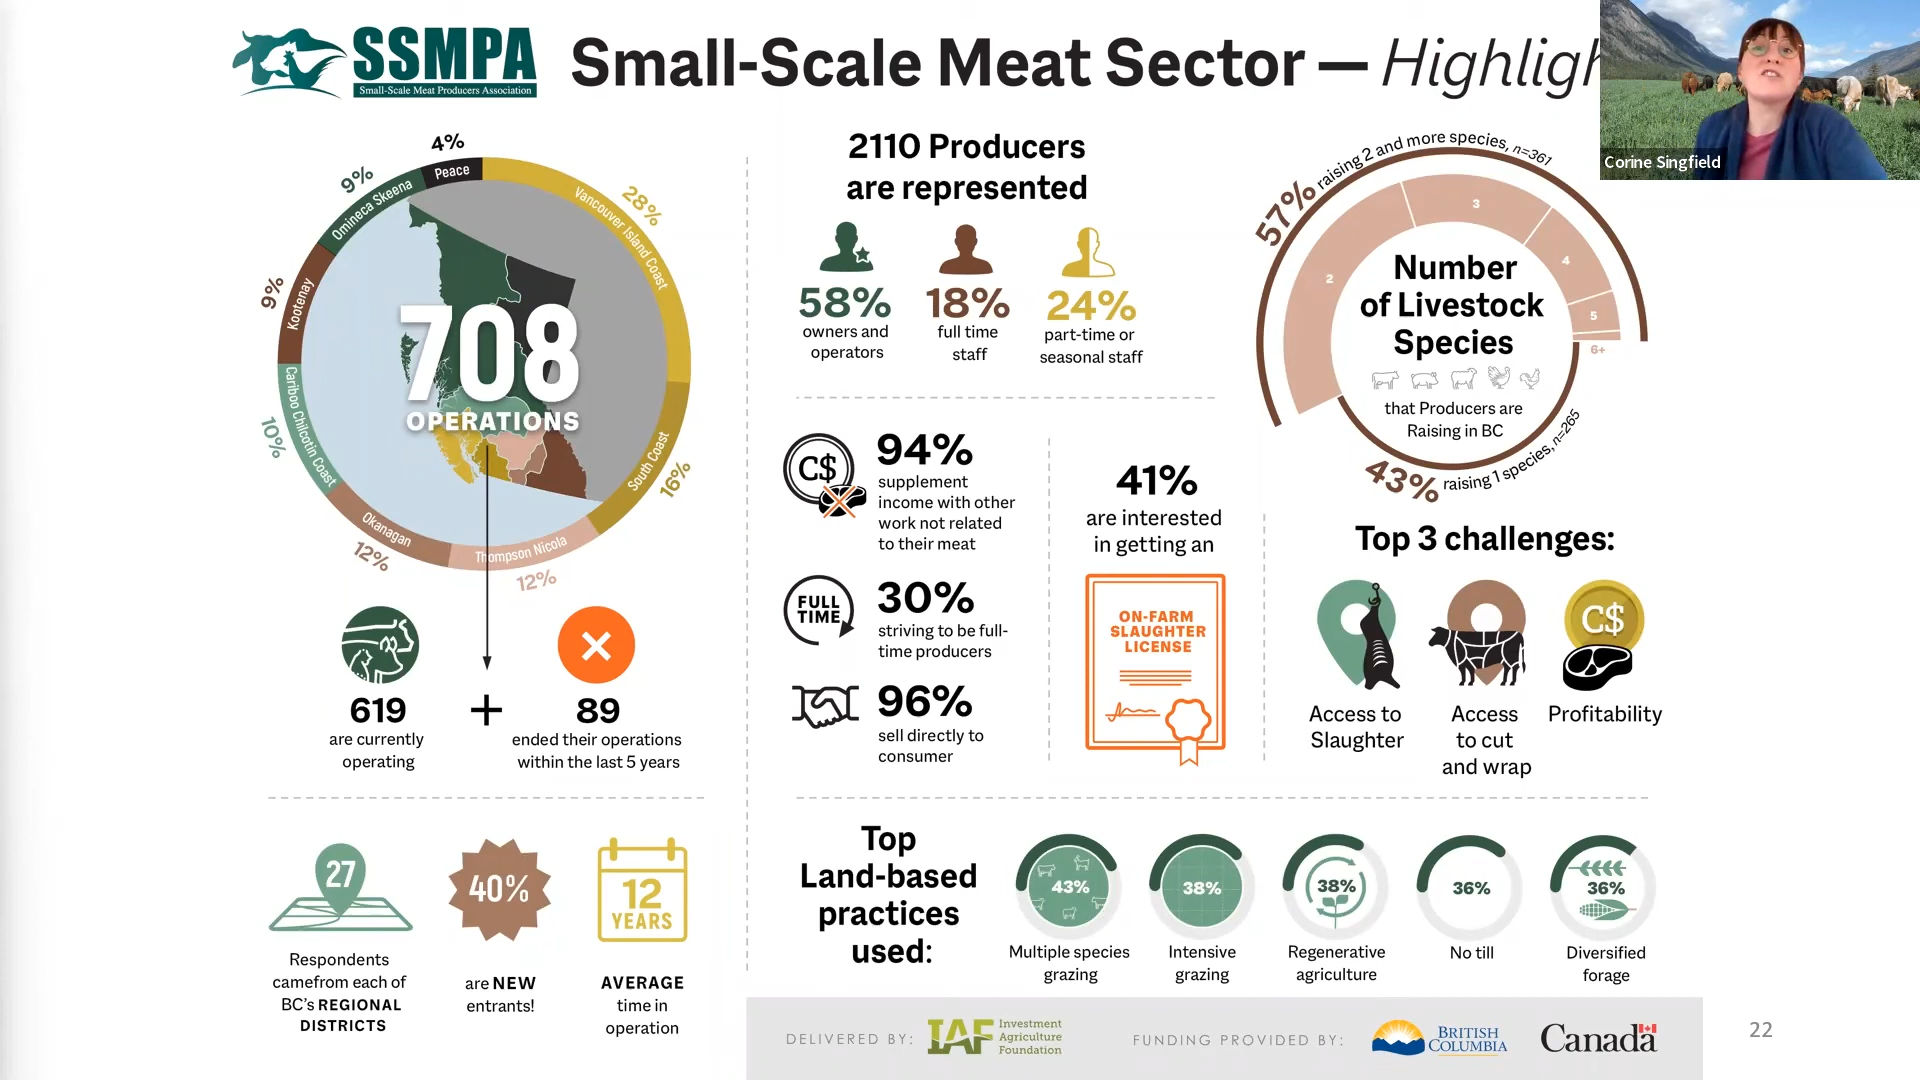 SSMPA
Small-Scale Meat Producers Association
Small-Scale Meat Sector — Highligh
Corine Singfield
4%
Peace
28%
Vancouver Island Coast
16%
South Coast
12%
Thompson Nicola
12%
Okanagan
10%
Cariboo Chilcotin Coast
9%
Kootenay
9%
Omineca Skeena
708
OPERATIONS
619
are currently
operating
+
89
ended their operations
within the last 5 years
27
Respondents
camefrom each of
BC's REGIONAL
DISTRICTS
40%
are NEW
entrants!
12
YEARS
AVERAGE
time in
operation
2110 Producers
are represented
58%
owners and
operators
18%
full time
staff
24%
part-time or
seasonal staff
C$
94%
supplement
income with other
work not related
to their meat
FULL
TIME
30%
striving to be full-
time producers
96%
sell directly to
consumer
41%
are interested
in getting an
ON-FARM
SLAUGHTER
LICENSE
57% raising 2 and more species, n=361
2
3
4
5
6+
Number
of Livestock
Species
that Producers are
Raising in BC
43% raising 1 species, n=265
Top 3 challenges:
Access to
Slaughter
Access
to cut
and wrap
C$
Profitability
Top
Land-based
practices
used:
43%
Multiple species
grazing
38%
Intensive
grazing
38%
Regenerative
agriculture
36%
No till
36%
Diversified
forage
DELIVERED BY:
IAF
Investment
Agriculture
Foundation
FUNDING PROVIDED BY:
BRITISH
COLUMBIA
Canada
22